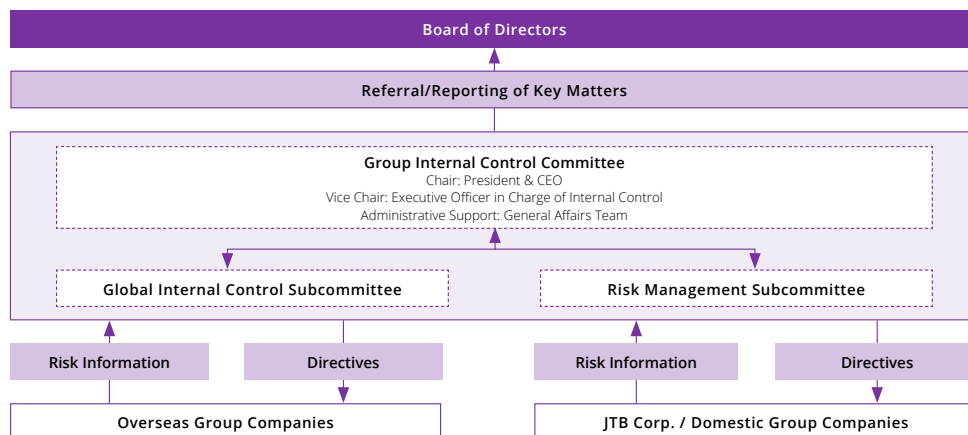 Board of Directors
Referral/Reporting of Key Matters
Group Internal Control Committee
Chair: President & CEO
Vice Chair: Executive Officer in Charge of Internal Control
Administrative Support: General Affairs Team
Global Internal Control Subcommittee
Risk Management Subcommittee
Risk Information
Directives
Risk Information
Directives
Overseas Group Companies
JTB Corp. / Domestic Group Companies